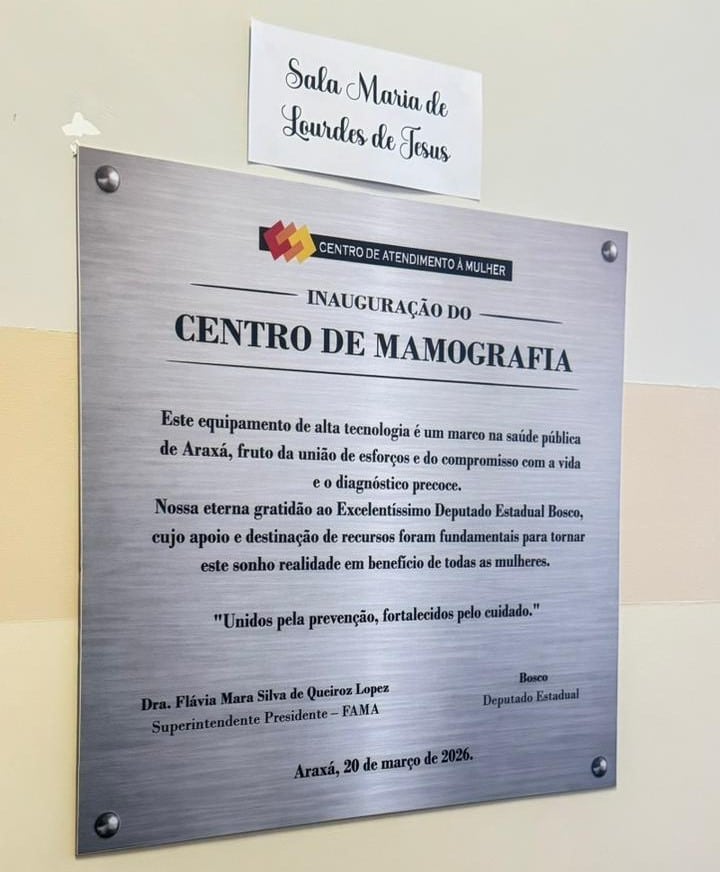 Sala Maria de
Lourdes de Jesus
CENTRO DE ATENDIMENTO À MULHER
INAUGURAÇÃO DO
CENTRO DE MAMOGRAFIA
Este equipamento de alta tecnologia é um marco na saúde pública
de Araxá, fruto da união de esforços e do compromisso com a vida
e o diagnóstico precoce.
Nossa eterna gratidão ao Excelentíssimo Deputado Estadual Bosco,
cujo apoio e destinação de recursos foram fundamentais para tornar
este sonho realidade em benefício de todas as mulheres.
"Unidos pela prevenção, fortalecidos pelo cuidado."
Dra. Flávia Mara Silva de Queiroz Lopez
Superintendente Presidente – FAMA
Bosco
Deputado Estadual
Araxá, 20 de março de 2026.